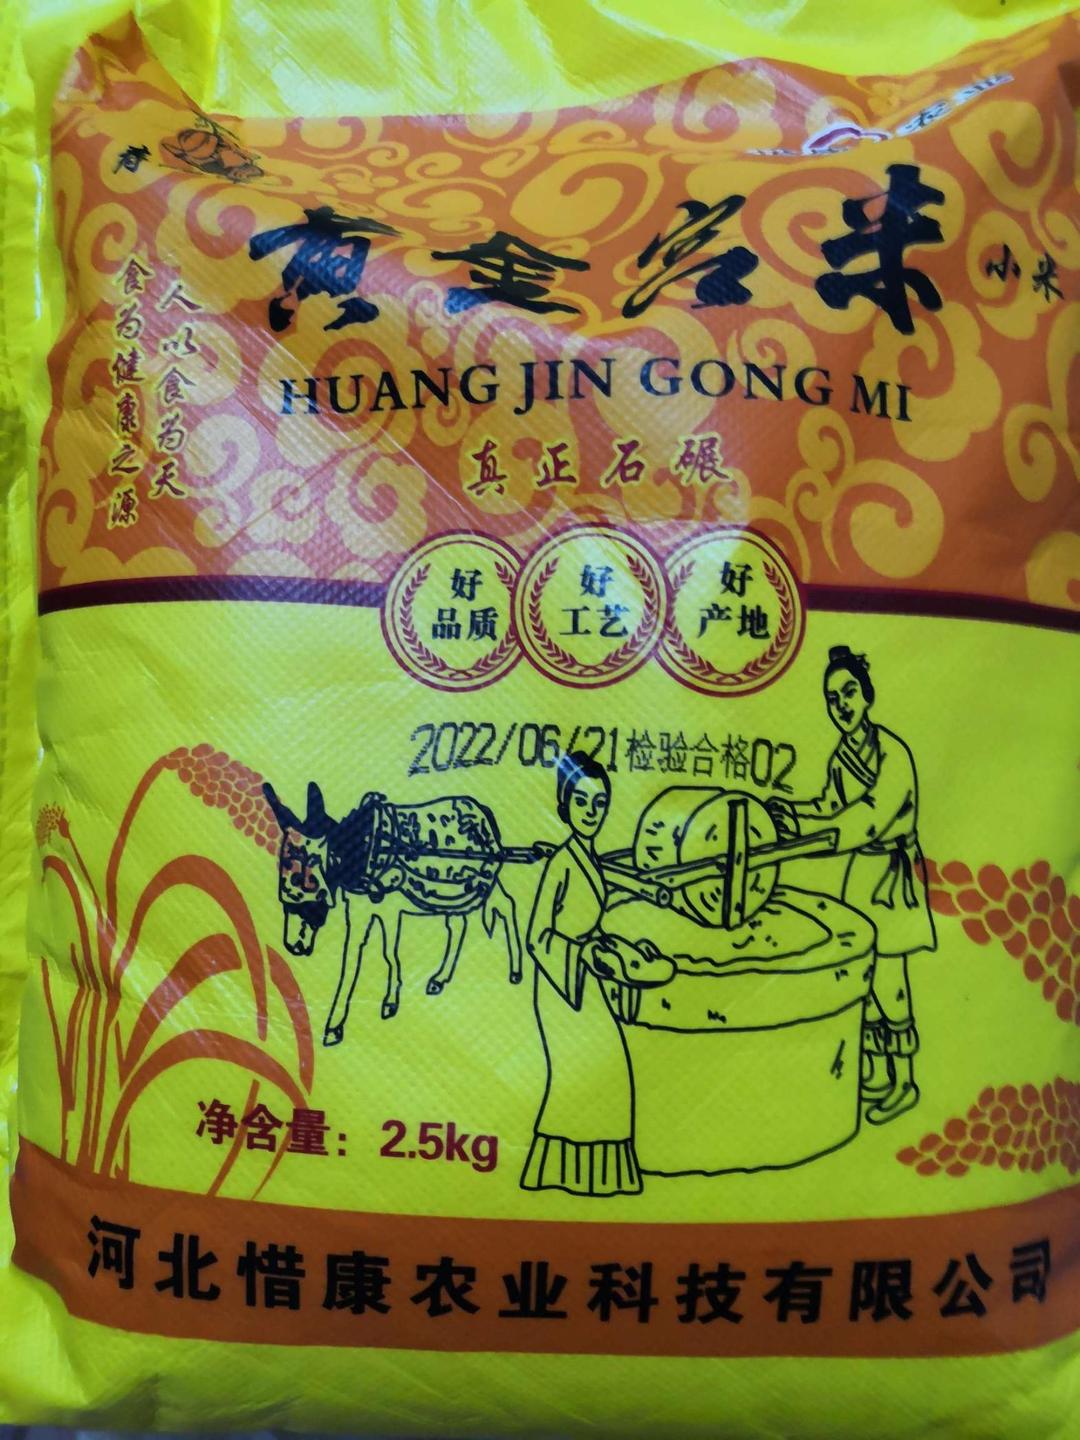 黄金宫米
小米
HUANG JIN GONG MI
人以食为天
食为健康之源
真正石碾
好品质
好工艺
好产地
2022/06/21检验合格02
净含量：2.5kg
河北惜康农业科技有限公司